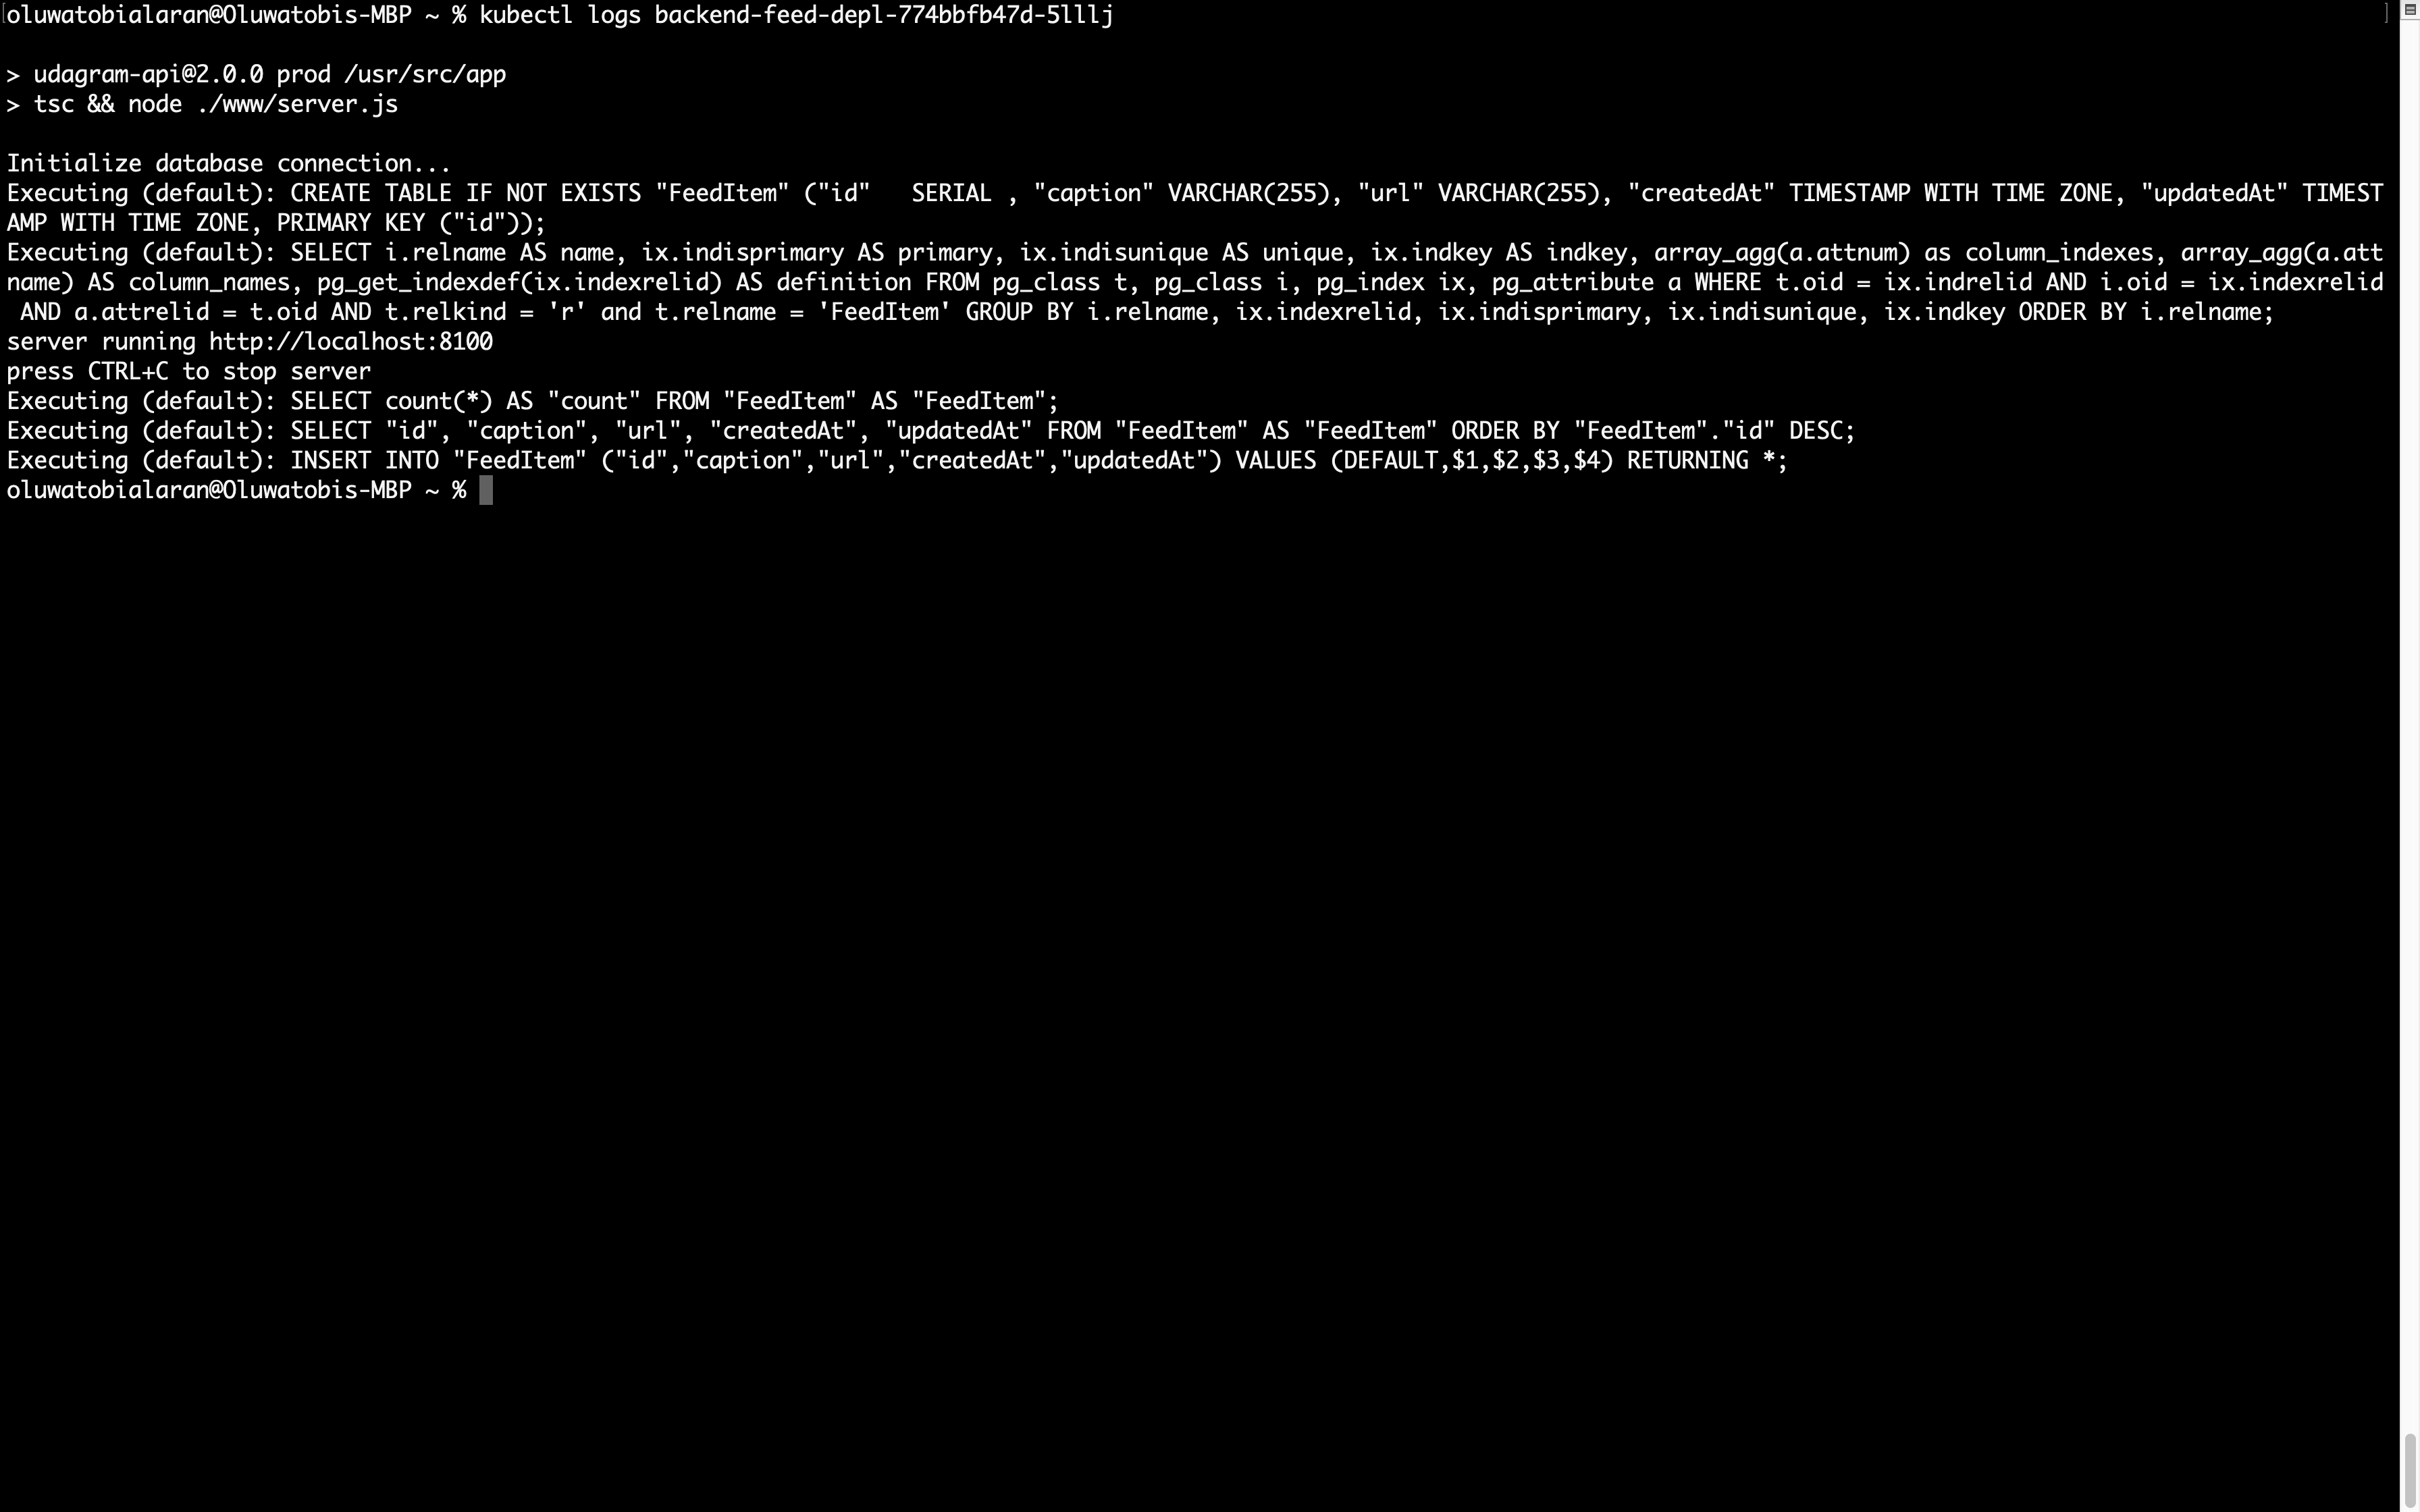 oluwatobialaran@Oluwatobis-MBP ~ % kubectl logs backend-feed-depl-774bbfb47d-5lllj
> udagram-api@2.0.0 prod /usr/src/app
> tsc && node ./www/server.js
Initialize database connection...
Executing (default): CREATE TABLE IF NOT EXISTS "FeedItem" ("id"   SERIAL , "caption" VARCHAR(255), "url" VARCHAR(255), "createdAt" TIMESTAMP WITH TIME ZONE, "updatedAt" TIMEST
AMP WITH TIME ZONE, PRIMARY KEY ("id"));
Executing (default): SELECT i.relname AS name, ix.indisprimary AS primary, ix.indisunique AS unique, ix.indkey AS indkey, array_agg(a.attnum) as column_indexes, array_agg(a.att
name) AS column_names, pg_get_indexdef(ix.indexrelid) AS definition FROM pg_class t, pg_class i, pg_index ix, pg_attribute a WHERE t.oid = ix.indrelid AND i.oid = ix.indexrelid
 AND a.attrelid = t.oid AND t.relkind = 'r' and t.relname = 'FeedItem' GROUP BY i.relname, ix.indexrelid, ix.indisprimary, ix.indisunique, ix.indkey ORDER BY i.relname;
server running http://localhost:8100
press CTRL+C to stop server
Executing (default): SELECT count(*) AS "count" FROM "FeedItem" AS "FeedItem";
Executing (default): SELECT "id", "caption", "url", "createdAt", "updatedAt" FROM "FeedItem" AS "FeedItem" ORDER BY "FeedItem"."id" DESC;
Executing (default): INSERT INTO "FeedItem" ("id","caption","url","createdAt","updatedAt") VALUES (DEFAULT,$1,$2,$3,$4) RETURNING *;
oluwatobialaran@Oluwatobis-MBP ~ %